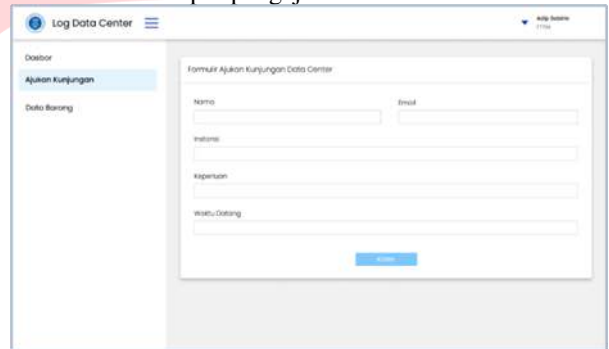 Log Data Center
Dasbor
Ajukan Kunjungan
Data Barang
Formulir Ajukan Kunjungan Data Center
Nama
Email
Instansi
Keperluan
Waktu Datang